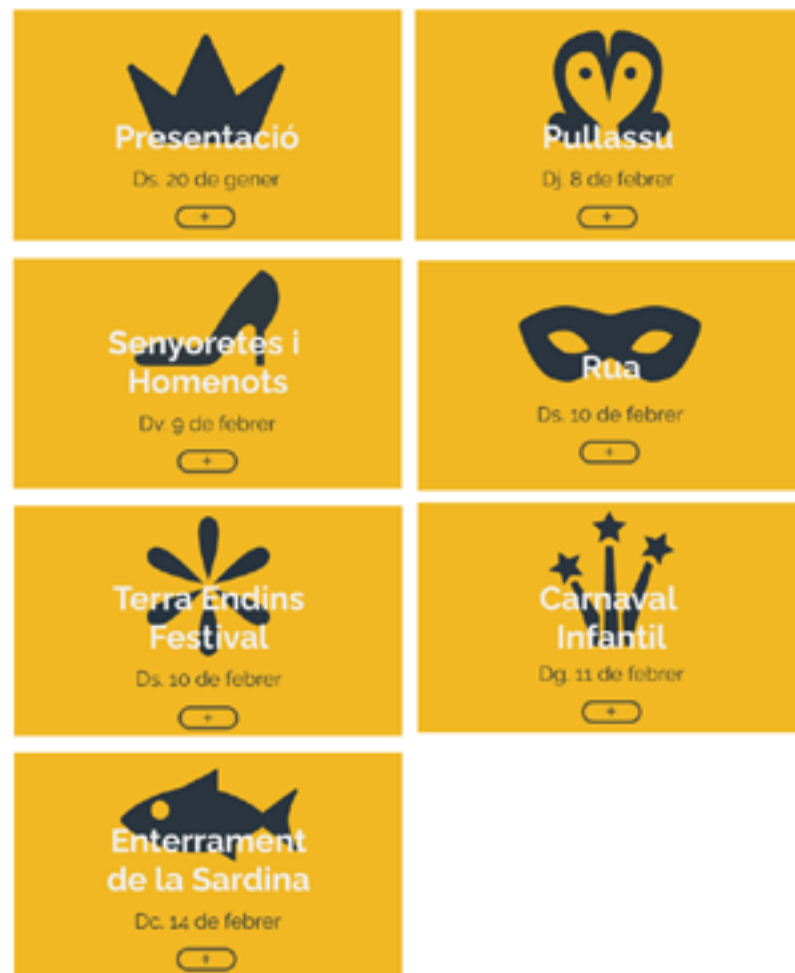 Presentació
Ds. 20 de gener
+
Pullassu
Dj. 8 de febrer
+
Senyoretes i
Homenots
Dv. 9 de febrer
+
Rua
Ds. 10 de febrer
+
Terra Endins
Festival
Ds. 10 de febrer
+
Carnaval
Infantil
Dg. 11 de febrer
+
Enterrament
de la Sardina
Dc. 14 de febrer
+